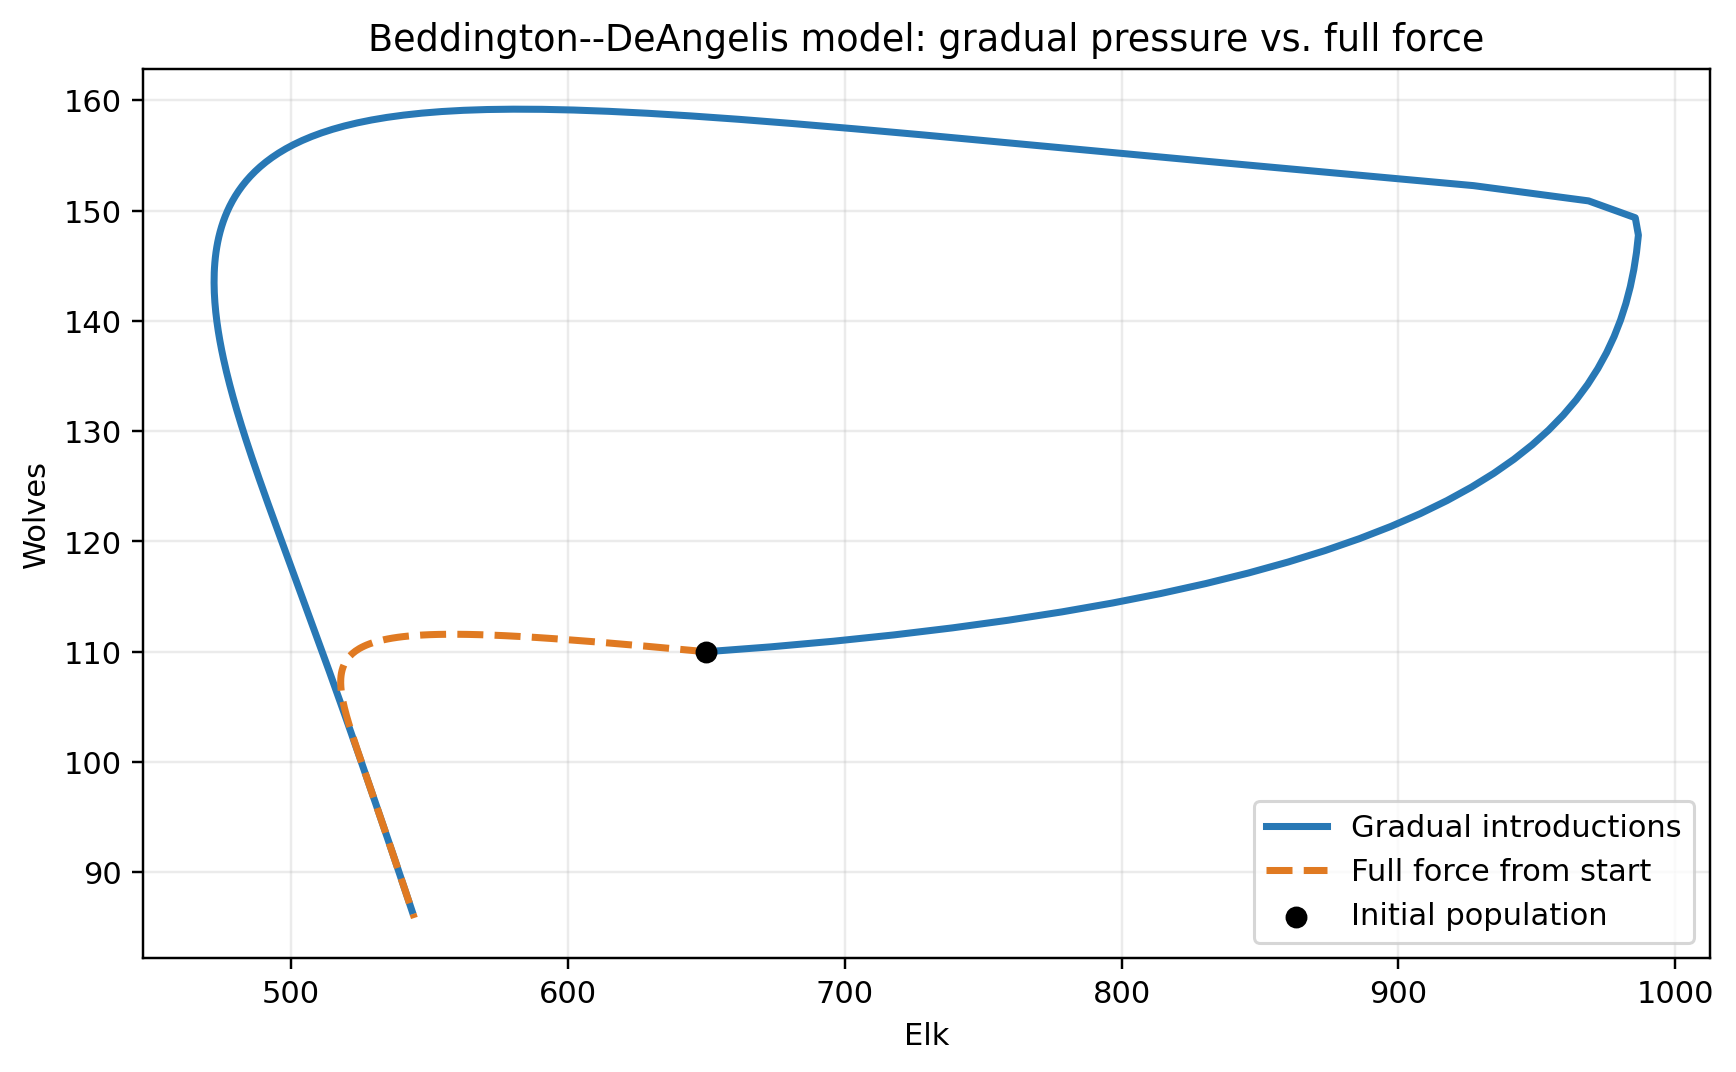 Beddington--DeAngelis model: gradual pressure vs. full force
Wolves
160
150
140
130
120
110
100
90
Gradual introductions
Full force from start
Initial population
500
600
700
800
900
1000
Elk